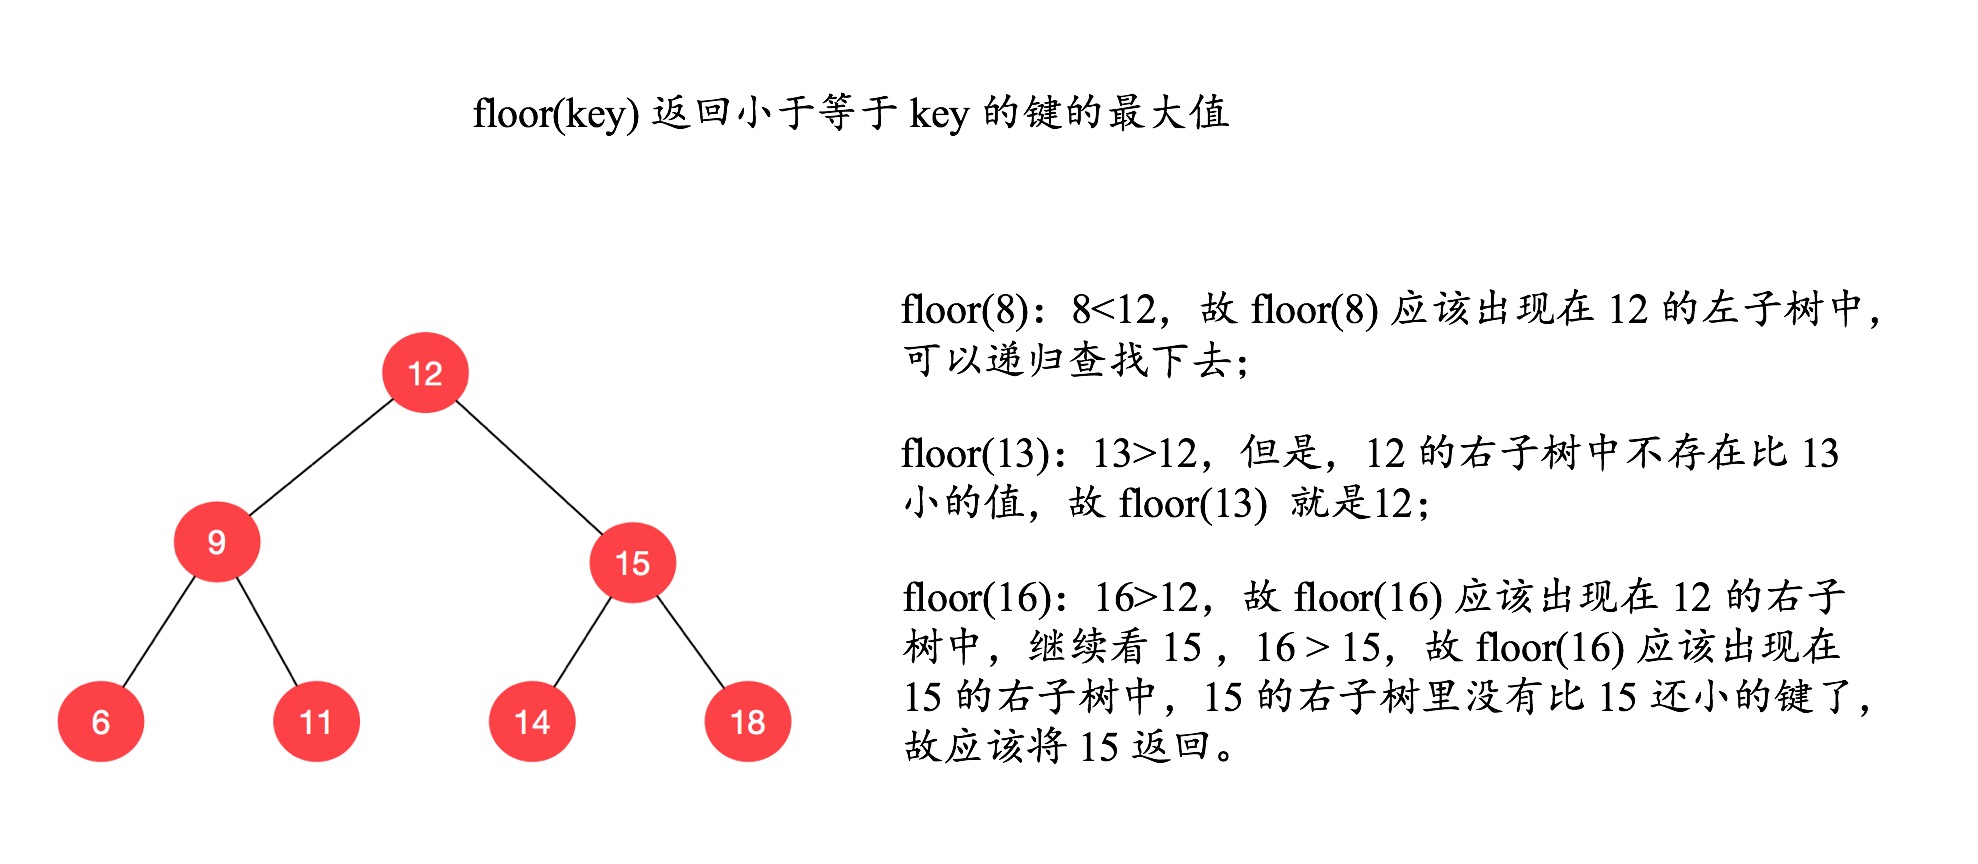 floor(key) 返回小于等于 key 的键的最大值
floor(8)：8<12，故 floor(8) 应该出现在 12 的左子树中，
可以递归查找下去；
floor(13)：13>12，但是，12 的右子树中不存在比 13
小的值，故 floor(13) 就是12；
floor(16)：16>12，故 floor(16) 应该出现在 12 的右子
树中，继续看 15 ，16 > 15，故 floor(16) 应该出现在
15 的右子树中，15 的右子树里没有比 15 还小的键了，
故应该将 15 返回。
12
9
15
6
11
14
18